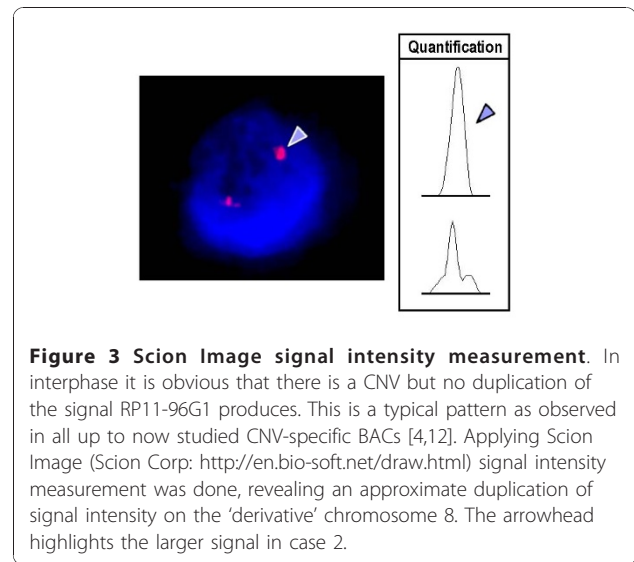 Quantification
Figure 3 Scion Image signal intensity measurement. In
interphase it is obvious that there is a CNV but no duplication of
the signal RP11-96G1 produces. This is a typical pattern as observed
in all up to now studied CNV-specific BACs [4,12]. Applying Scion
Image (Scion Corp: http://en.bio-soft.net/draw.html) signal intensity
measurement was done, revealing an approximate duplication of
signal intensity on the ‘derivative’ chromosome 8. The arrowhead
highlights the larger signal in case 2.